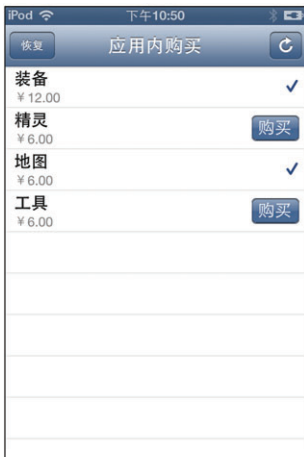 iPod 下午10:50
恢复 应用内购买
装备
¥12.00
精灵
¥6.00 购买
地图
¥6.00
工具
¥6.00 购买